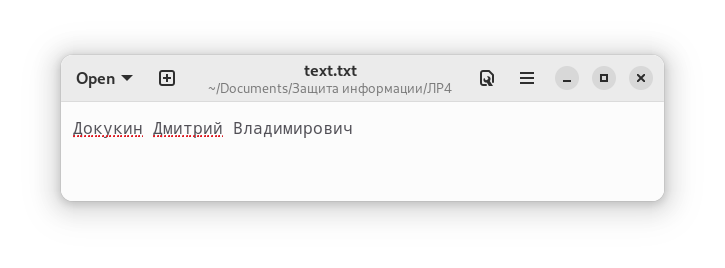 Open
text.txt
~/Documents/Защита информации/ЛР4
Докукин Дмитрий Владимирович